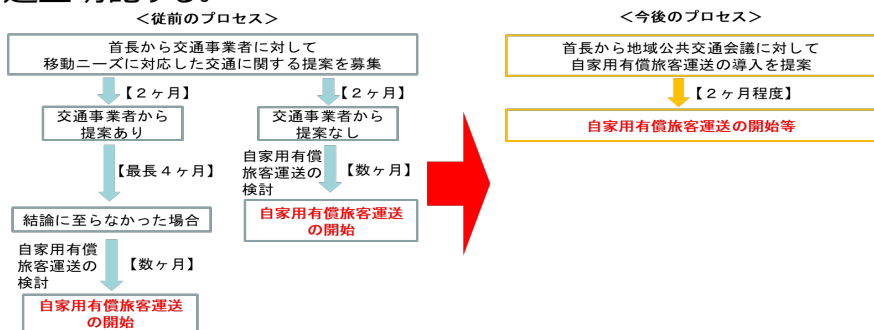 ＜従前のプロセス＞
首長から交通事業者に対して
移動ニーズに対応した交通に関する提案を募集
【２ヶ月】
交通事業者から
提案あり
【最長４ヶ月】
結論に至らなかった場合
自家用有償
旅客運送の
検討
【数ヶ月】
自家用有償旅客運送
の開始
【２ヶ月】
交通事業者から
提案なし
自家用有償
旅客運送の
検討
【数ヶ月】
自家用有償旅客運送
の開始
＜今後のプロセス＞
首長から地域公共交通会議に対して
自家用有償旅客運送の導入を提案
【２ヶ月程度】
自家用有償旅客運送の開始等